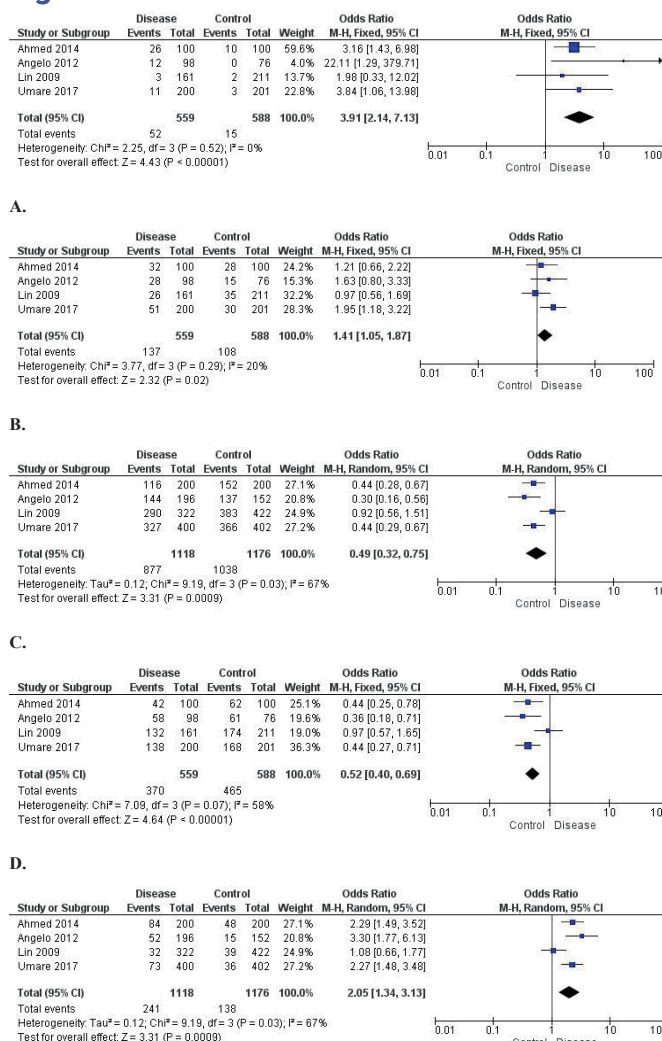 Disease Control Odds Ratio Odds Ratio
Study or Subgroup Events Total Events Total Weight M-H, Fixed, 95% CI M-H, Fixed, 95% CI
Ahmed 2014 26 100 10 100 59.6% 3.16 [1.43, 6.98]
Angelo 2012 12 98 0 76 4.0% 22.11 [1.29, 379.71]
Lin 2009 3 161 2 211 13.7% 1.98 [0.33, 12.02]
Umare 2017 11 200 3 201 22.8% 3.84 [1.06, 13.98]
Total (95% CI) 559 588 100.0% 3.91 [2.14, 7.13]
Total events 52 15
Heterogeneity: Chi² = 2.25, df = 3 (P = 0.52); I² = 0%
Test for overall effect: Z = 4.43 (P < 0.00001)
0.01 0.1 1 10 100
Control Disease
A.
Disease Control Odds Ratio Odds Ratio
Study or Subgroup Events Total Events Total Weight M-H, Fixed, 95% CI M-H, Fixed, 95% CI
Ahmed 2014 32 100 28 100 24.2% 1.21 [0.66, 2.22]
Angelo 2012 28 98 15 76 15.4% 1.63 [0.80, 3.33]
Lin 2009 26 161 35 211 32.2% 0.97 [0.56, 1.69]
Umare 2017 51 200 30 201 28.3% 1.95 [1.18, 3.22]
Total (95% CI) 559 588 100.0% 1.41 [1.05, 1.87]
Total events 137 108
Heterogeneity: Chi² = 3.77, df = 3 (P = 0.29); I² = 20%
Test for overall effect: Z = 2.32 (P = 0.02)
0.01 0.1 1 10 100
Control Disease
B.
Disease Control Odds Ratio Odds Ratio
Study or Subgroup Events Total Events Total Weight M-H, Random, 95% CI M-H, Random, 95% CI
Ahmed 2014 116 200 152 200 27.1% 0.44 [0.28, 0.67]
Angelo 2012 144 196 137 152 20.8% 0.30 [0.16, 0.56]
Lin 2009 290 322 383 422 24.9% 0.92 [0.56, 1.51]
Umare 2017 327 400 366 402 27.2% 0.44 [0.29, 0.67]
Total (95% CI) 1118 1176 100.0% 0.49 [0.32, 0.75]
Total events 877 1038
Heterogeneity: Tau² = 0.12; Chi² = 9.19, df = 3 (P = 0.03); I² = 67%
Test for overall effect: Z = 3.31 (P = 0.0009)
0.01 0.1 1 10
Control Disease
C.
Disease Control Odds Ratio Odds Ratio
Study or Subgroup Events Total Events Total Weight M-H, Fixed, 95% CI M-H, Fixed, 95% CI
Ahmed 2014 42 100 62 100 25.1% 0.44 [0.25, 0.78]
Angelo 2012 58 98 61 76 19.6% 0.36 [0.18, 0.71]
Lin 2009 132 161 174 211 19.0% 0.97 [0.57, 1.65]
Umare 2017 138 200 168 201 36.3% 0.44 [0.27, 0.71]
Total (95% CI) 559 588 100.0% 0.52 [0.40, 0.69]
Total events 370 465
Heterogeneity: Chi² = 7.09, df = 3 (P = 0.07); I² = 58%
Test for overall effect: Z = 4.64 (P < 0.00001)
0.01 0.1 1 10
Control Disease
D.
Disease Control Odds Ratio Odds Ratio
Study or Subgroup Events Total Events Total Weight M-H, Random, 95% CI M-H, Random, 95% CI
Ahmed 2014 84 200 48 200 27.1% 2.29 [1.49, 3.52]
Angelo 2012 52 196 15 152 20.8% 3.30 [1.77, 6.13]
Lin 2009 32 322 39 422 24.9% 1.08 [0.66, 1.77]
Umare 2017 73 400 36 402 27.2% 2.27 [1.48, 3.48]
Total (95% CI) 1118 1176 100.0% 2.05 [1.34, 3.13]
Total events 241 138
Heterogeneity: Tau² = 0.12; Chi² = 9.19, df = 3 (P = 0.03); I² = 67%
Test for overall effect: Z = 3.31 (P = 0.0009)
0.01 0.1 1 10
Control Disease